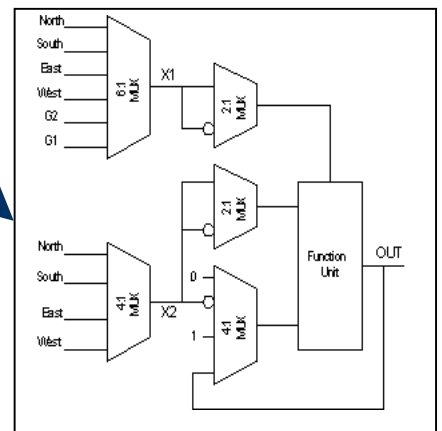 North
South
East
West
G2
G1
6:1
MUX
X1
2:1
MUX
2:1
MUX
North
South
East
West
4:1
MUX
X2
0
1
4:1
MUX
Function
Unit
OUT